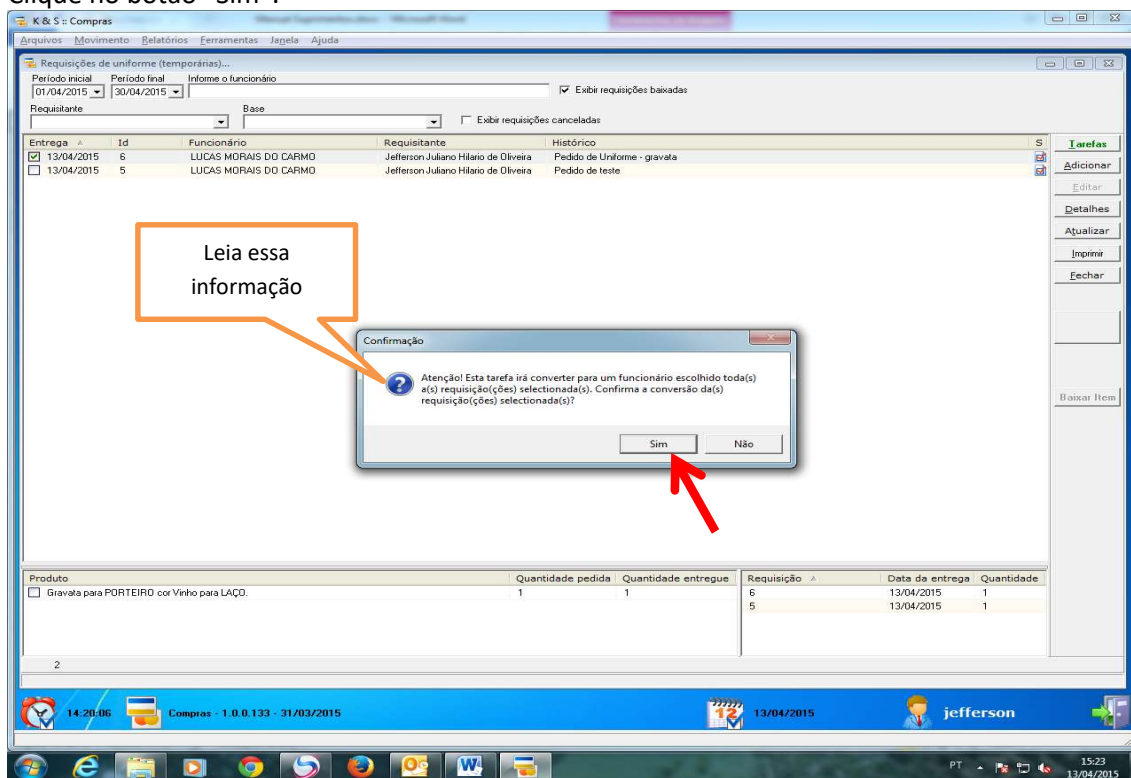 Clique no botão "Sim".
K & S :: Compras
Arquivos Movimento Relatórios Ferramentas Janela Ajuda
Requisições de uniforme (temporárias)...
Período inicial Período final Informe o funcionário
01/04/2015 30/04/2015 Exibir requisições baixadas
Requisitante Base
Exibir requisições canceladas
Entrega Id Funcionário Requisitante Histórico S
13/04/2015 6 LUCAS MORAIS DO CARMO Jefferson Juliano Hilario de Oliveira Pedido de Uniforme - gravata
13/04/2015 5 LUCAS MORAIS DO CARMO Jefferson Juliano Hilario de Oliveira Pedido de teste
Tarefas
Adicionar
Editar
Detalhes
Atualizar
Imprimir
Fechar
Baixar Item
Leia essa
informação
Confirmação
Atenção! Esta tarefa irá converter para um funcionário escolhido toda(s)
a(s) requisição(ções) selectionada(s). Confirma a conversão da(s)
requisição(ções) selectionada(s)?
Sim Não
Produto Quantidade pedida Quantidade entregue Requisição Data da entrega Quantidade
Gravata para PORTEIRO cor Vinho para LAÇO. 1 1 6 13/04/2015 1
5 13/04/2015 1
2
14:20:06 Compras - 1.0.0.133 - 31/03/2015 12 13/04/2015 jefferson
PT 15:23
13/04/2015